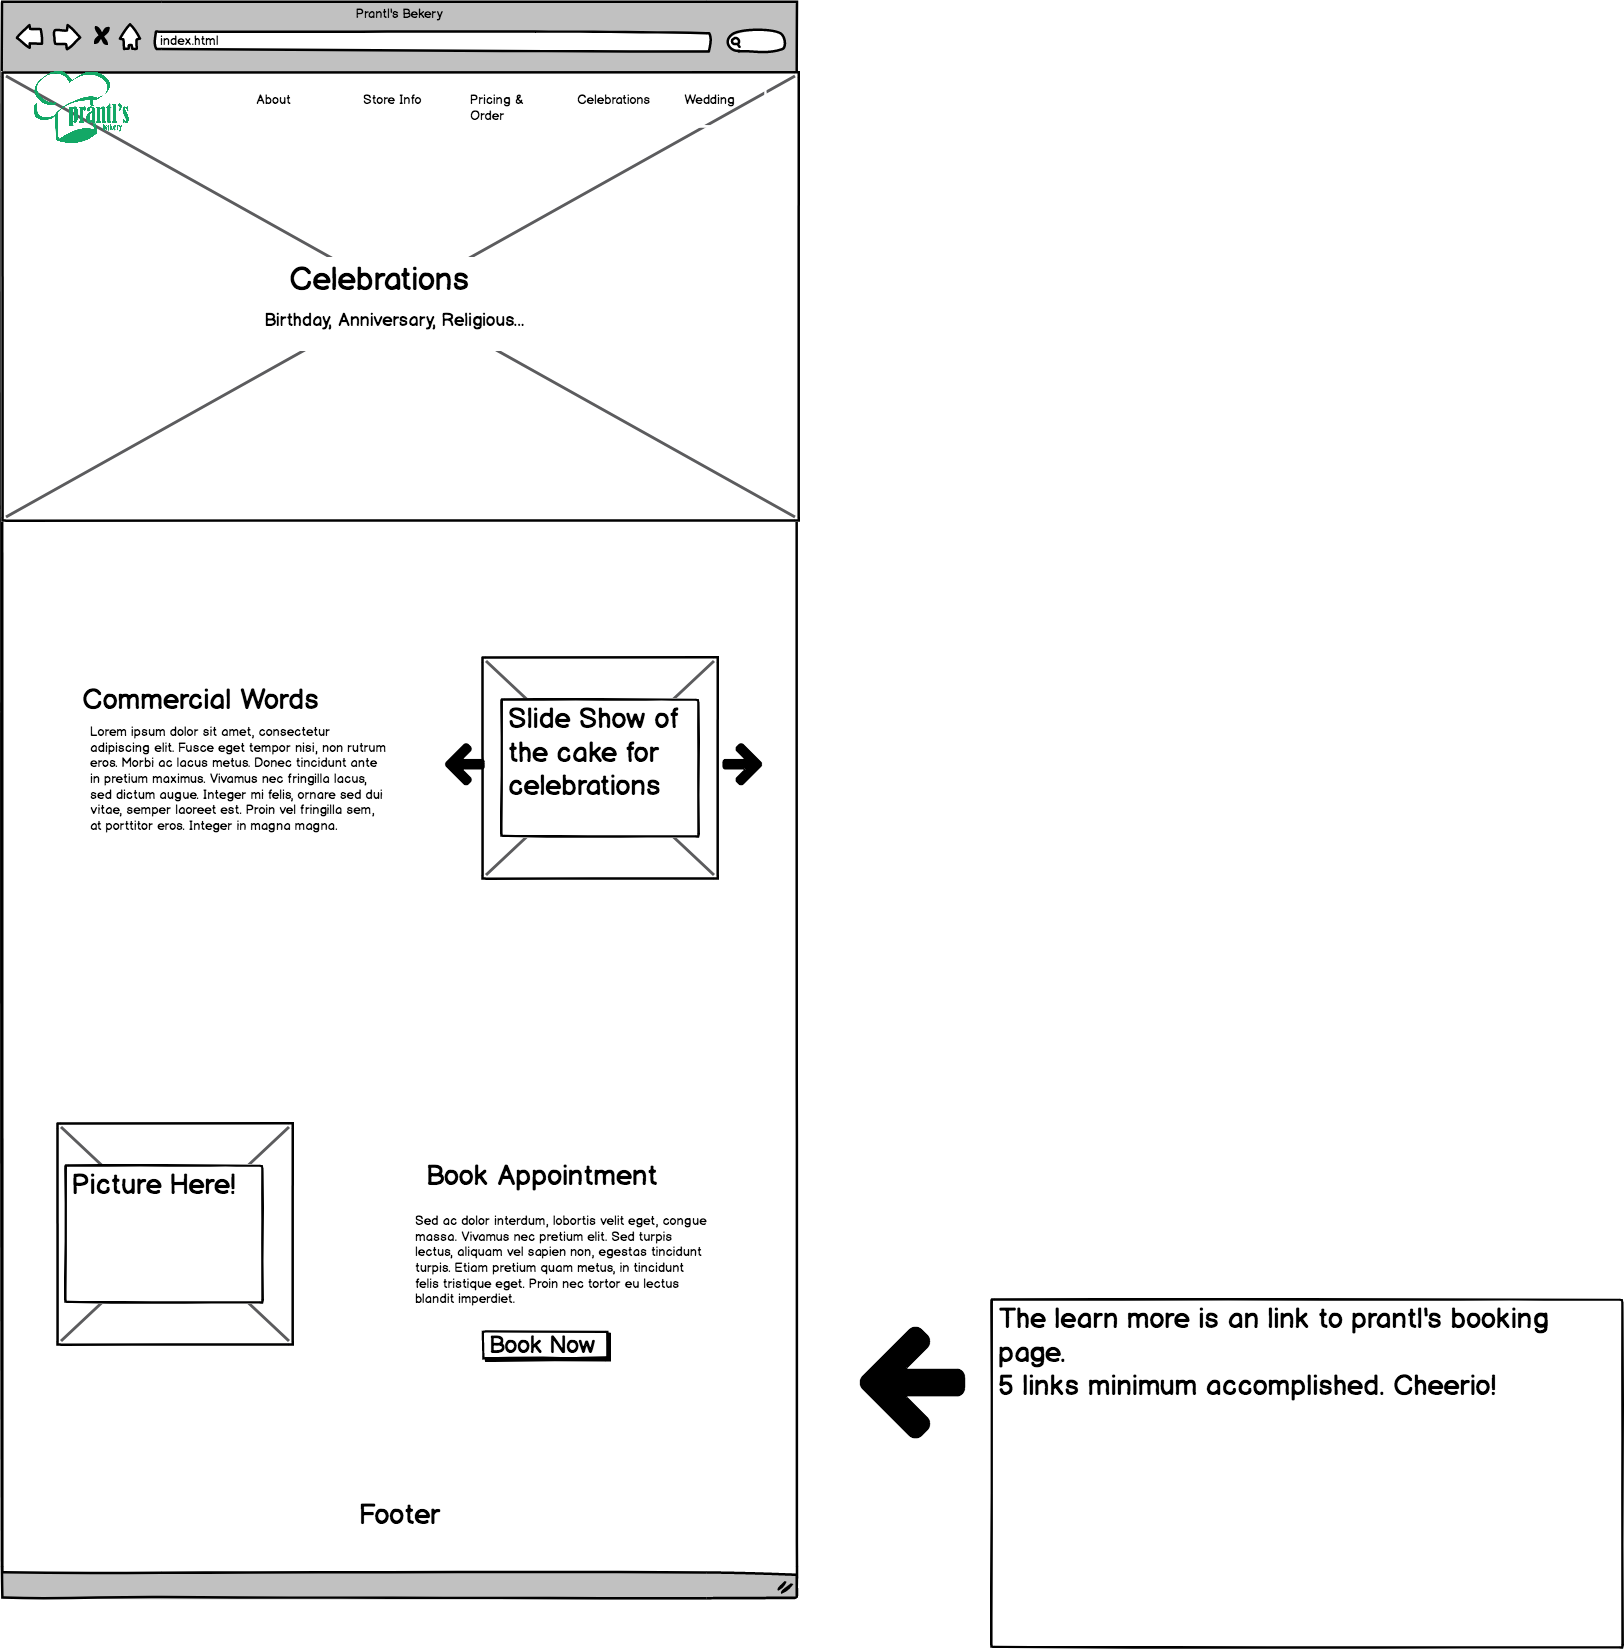 Prantl's Bekery
index.html
prantl's
bakery
About
Store Info
Pricing &
Order
Celebrations
Wedding
Celebrations
Birthday, Anniversary, Religious...
Commercial Words
Lorem ipsum dolor sit amet, consectetur
adipiscing elit. Fusce eget tempor nisi, non rutrum
eros. Morbi ac lacus metus. Donec tincidunt ante
in pretium maximus. Vivamus nec fringilla lacus,
sed dictum augue. Integer mi felis, ornare sed dui
vitae, semper laoreet est. Proin vel fringilla sem,
at porttitor eros. Integer in magna magna.
Slide Show of
the cake for
celebrations
Picture Here!
Book Appointment
Sed ac dolor interdum, lobortis velit eget, congue
massa. Vivamus nec pretium elit. Sed turpis
lectus, aliquam vel sapien non, egestas tincidunt
turpis. Etiam pretium quam metus, in tincidunt
felis tristique eget. Proin nec tortor eu lectus
blandit imperdiet.
Book Now
The learn more is an link to prantl's booking
page.
5 links minimum accomplished. Cheerio!
Footer